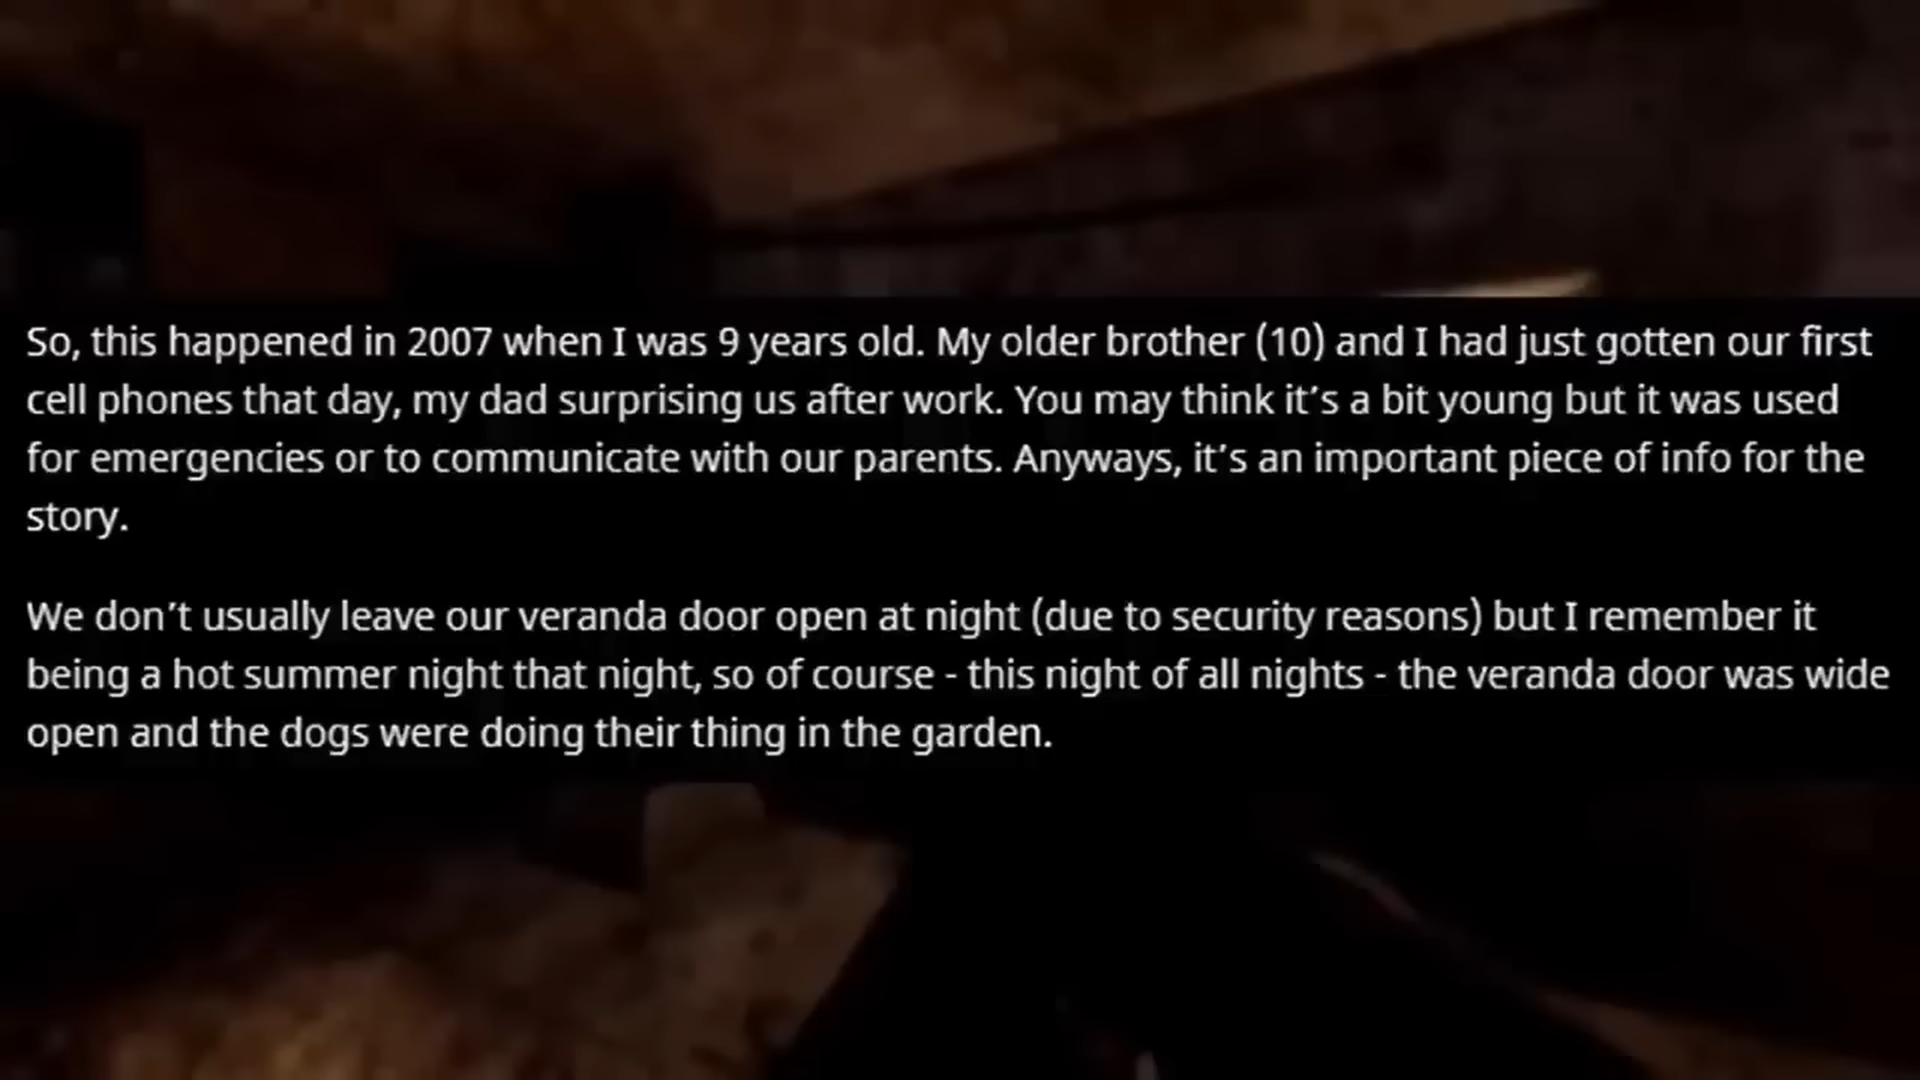 So, this happened in 2007 when I was 9 years old. My older brother (10) and I had just gotten our first
cell phones that day, my dad surprising us after work. You may think it’s a bit young but it was used
for emergencies or to communicate with our parents. Anyways, it’s an important piece of info for the
story.
We don’t usually leave our veranda door open at night (due to security reasons) but I remember it
being a hot summer night that night, so of course - this night of all nights - the veranda door was wide
open and the dogs were doing their thing in the garden.